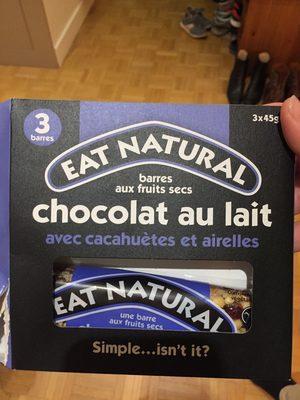 3
barres
3x45g
EAT NATURAL
barres
aux fruits secs
chocolat au lait
avec cacahuètes et airelles
EAT NATURAL
une barre
aux fruits secs
Simple...isn't it?